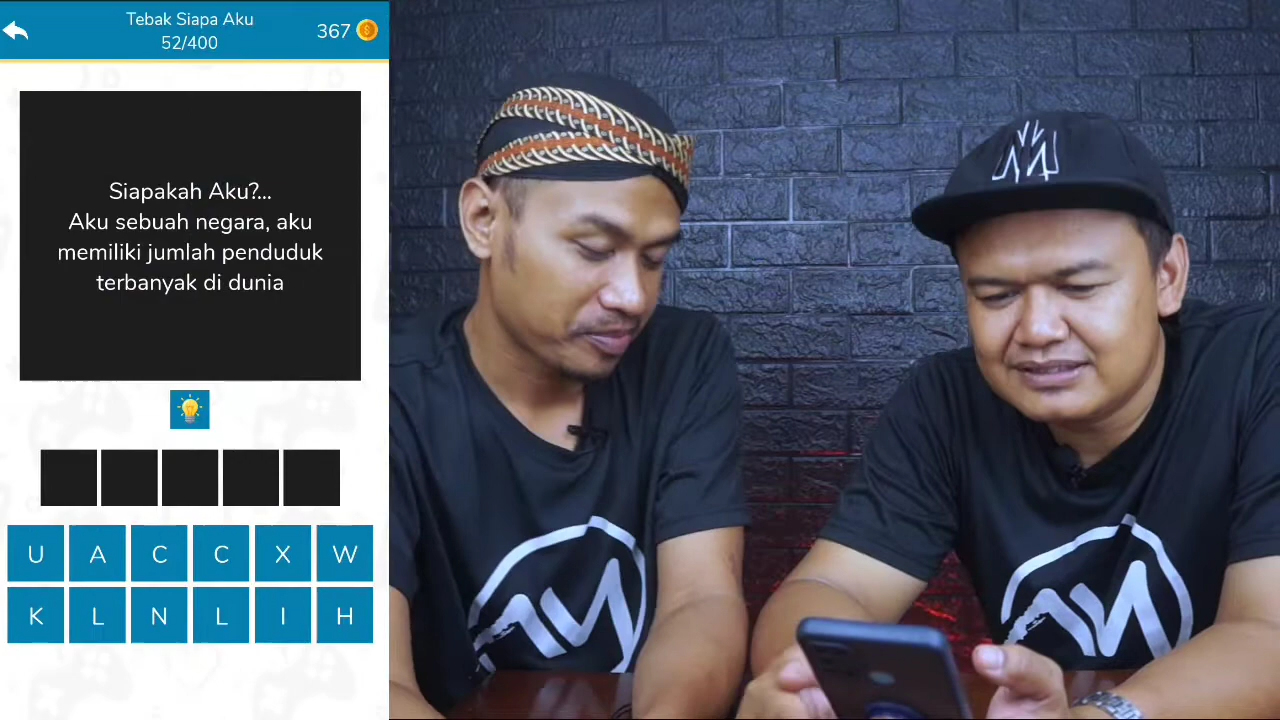 Tebak Siapa Aku
52/400
367
Siapakah Aku?...
Aku sebuah negara, aku
memiliki jumlah penduduk
terbanyak di dunia
U A C C X W
K L N L I H